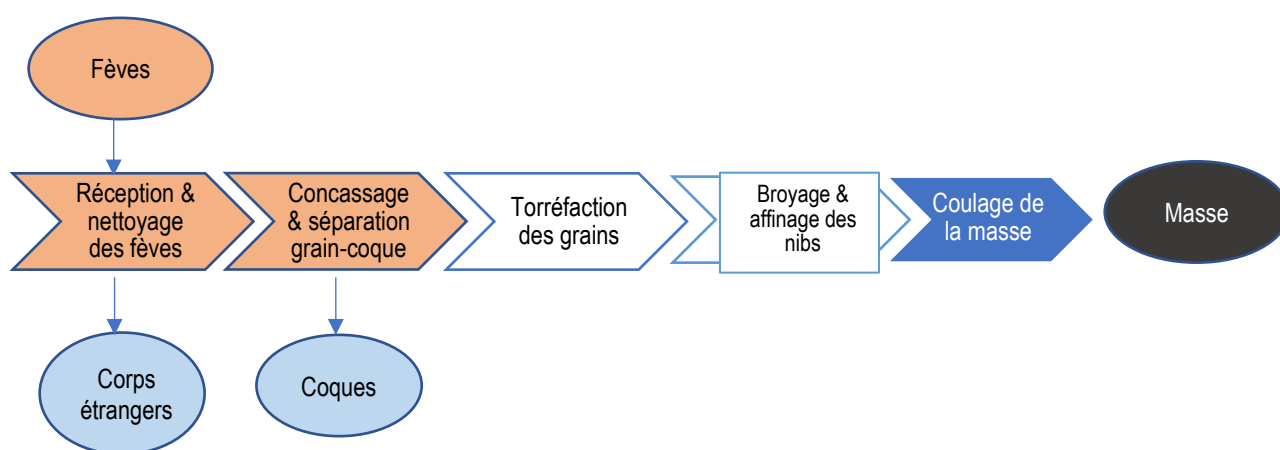 Fèves
Réception &
nettoyage
des fèves
Concassage
& séparation
grain-coque
Torréfaction
des grains
Broyage &
affinage des
nibs
Coulage de
la masse
Masse
Corps
étrangers
Coques